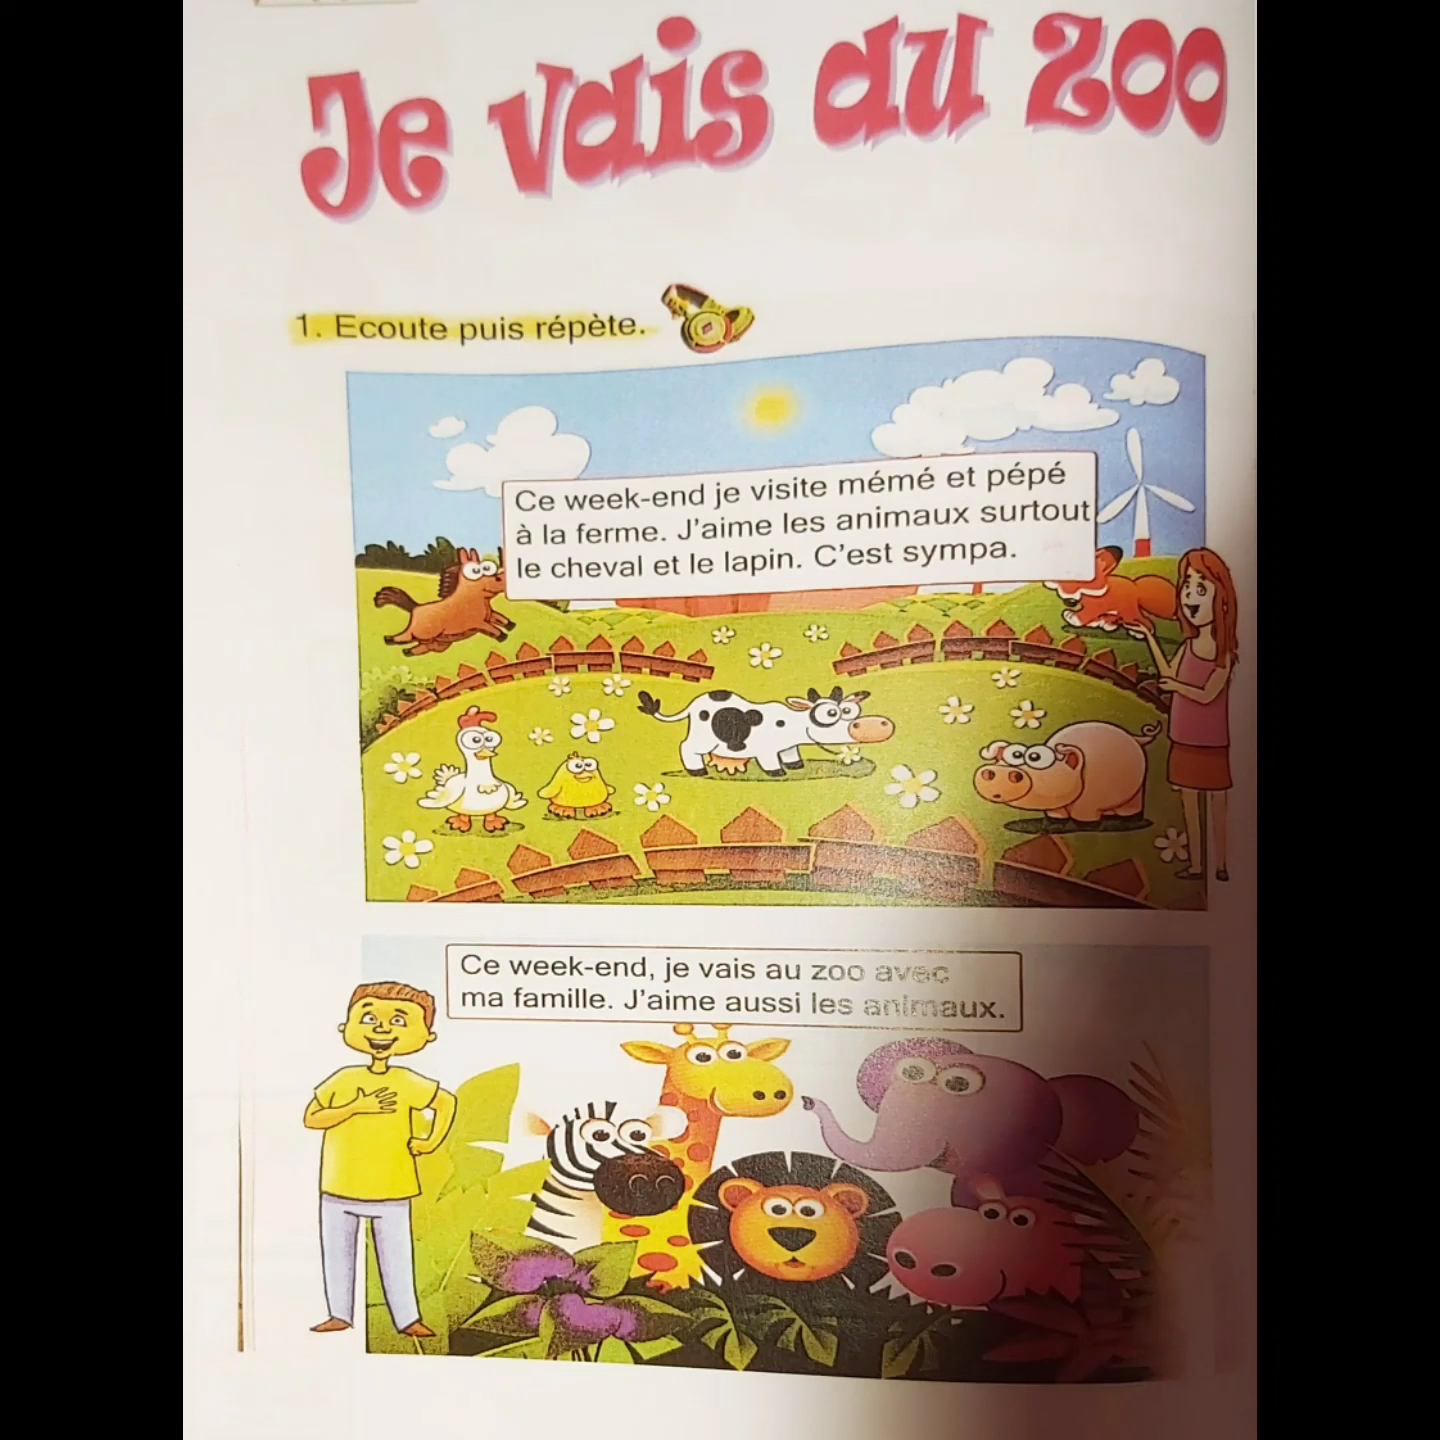 Je vais au zoo
1. Ecoute puis répète.
Ce week-end je visite mémé et pépé
à la ferme. J'aime les animaux surtout
le cheval et le lapin. C'est sympa.
Ce week-end, je vais au zoo avec
ma famille. J'aime aussi les animaux.